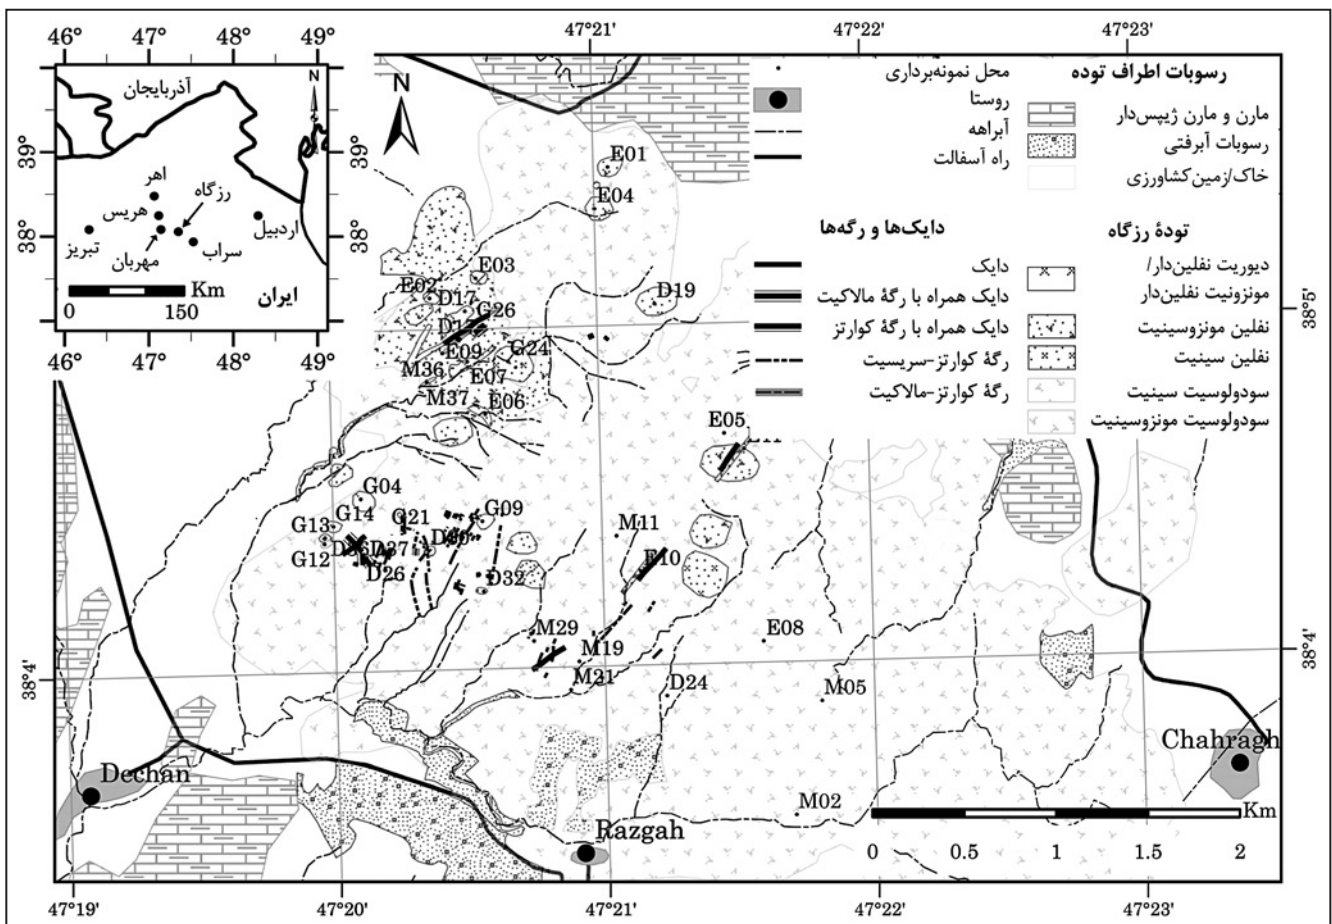 47°21'
47°22'
47°23'
46°
47°
48°
49°
N
آذربایجان
39°
38°
اهر
رزگاه
هریس
تبریز
مهربان
سراب
اردبیل
ایران
Km
0
150
39°
38°
46°
47°
48°
49°
N
محل نمونه‌برداری
روستا
آبراهه
راه آسفالت
رسوبات اطراف توده
مارن و مارن ژیپس‌دار
رسوبات آبرفتی
خاک/زمین‌کشاورزی
دایک‌ها و رگه‌ها
دایک
دایک همراه با رگهٔ مالاکیت
دایک همراه با رگهٔ کوارتز
رگهٔ کوارتز-سریسیت
رگهٔ کوارتز-مالاکیت
تودهٔ رزگاه
دیوریت نفلین‌دار/
مونزونیت نفلین‌دار
نفلین مونزوسینیت
نفلین سینیت
سودولوسیت سینیت
سودولوسیت مونزوسینیت
E01
E04
E03
E02
D17
G26
D19
E09
G24
M36
E07
M37
E06
E05
G04
G14
G13
G21
G09
G12
D37
D26
D32
M11
E10
M29
M19
M21
E08
D24
M05
M02
38°5'
38°4'
38°4'
Dechan
Razgah
Chahragh
Km
0
0.5
1
1.5
2
47°19'
47°20'
47°21'
47°22'
47°23'